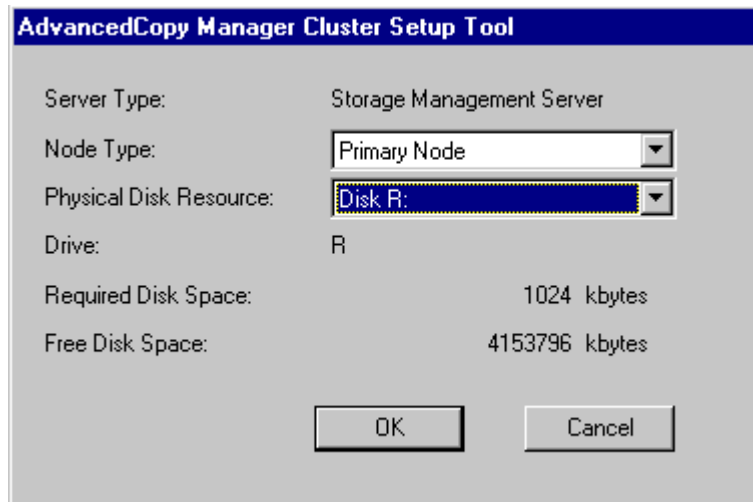 AdvancedCopy Manager Cluster Setup Tool
Server Type: Storage Management Server
Node Type: Primary Node
Physical Disk Resource: Disk R:
Drive: R
Required Disk Space: 1024 kbytes
Free Disk Space: 4153796 kbytes
OK Cancel